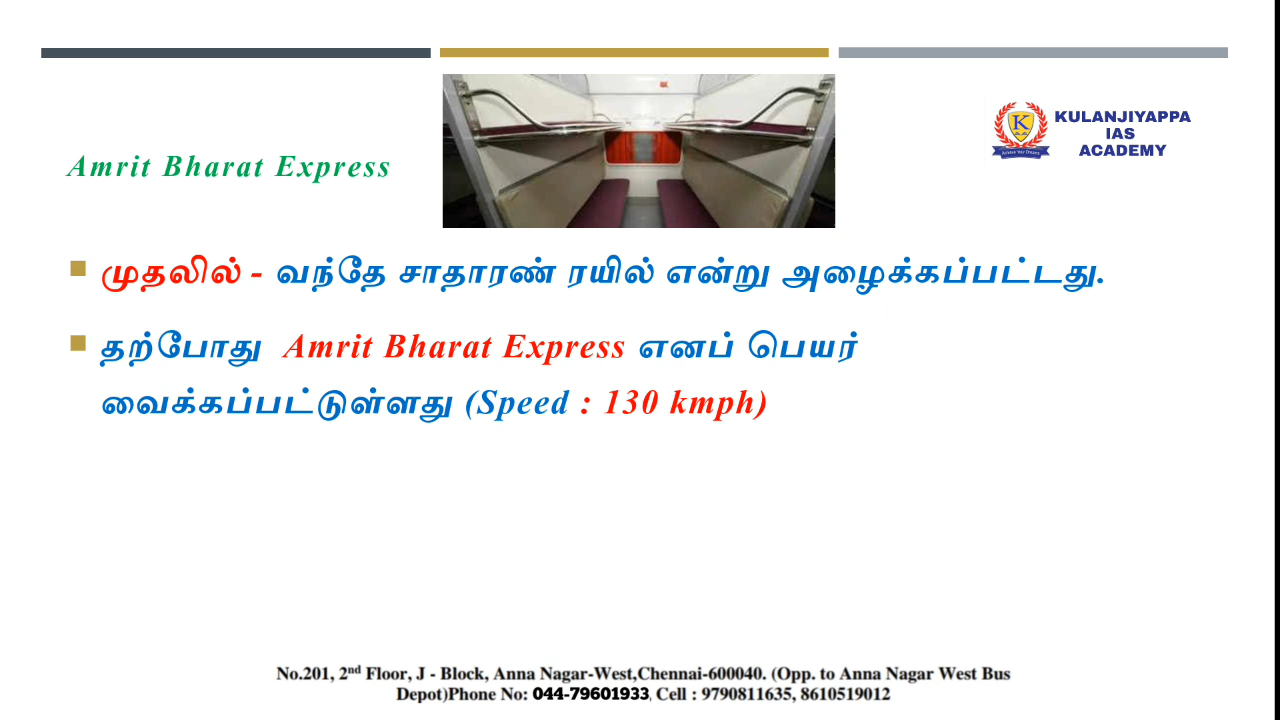 KULANJIYAPPA
IAS
ACADEMY
Amrit Bharat Express
முதலில் - வந்தே சாதாரண் ரயில் என்று அழைக்கப்பட்டது.
தற்போது Amrit Bharat Express எனப் பெயர்
வைக்கப்பட்டுள்ளது (Speed : 130 kmph)
No.201, 2nd Floor, J - Block, Anna Nagar-West,Chennai-600040. (Opp. to Anna Nagar West Bus
Depot)Phone No: 044-79601933, Cell : 9790811635, 8610519012